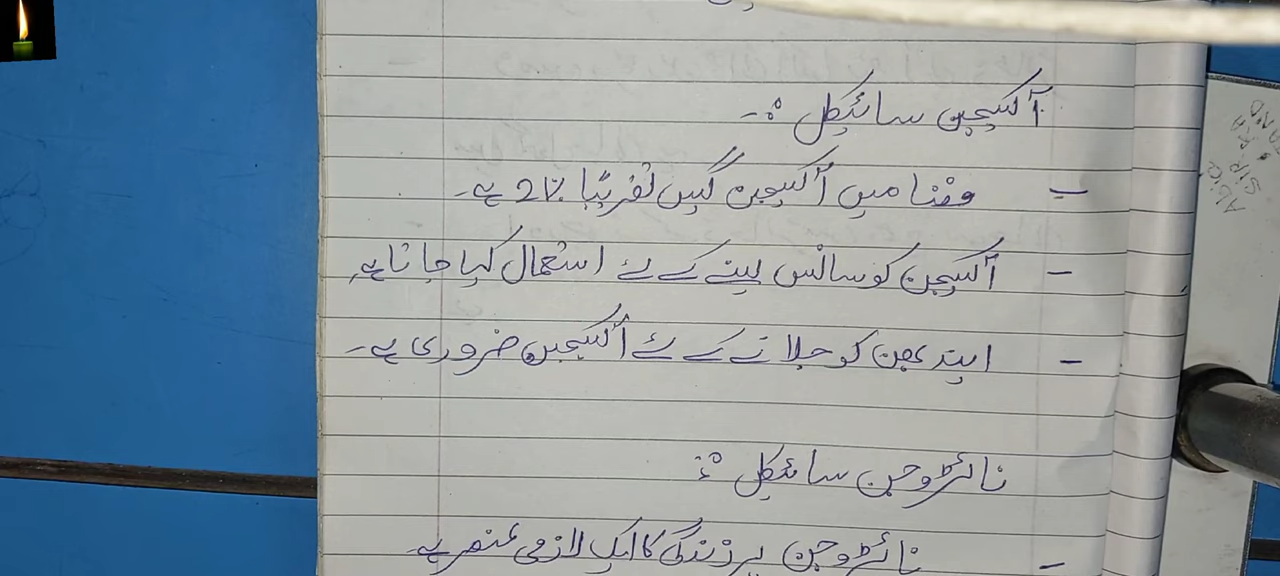 آکسیجن سائیکل :-
- فضا میں آکسیجن گیس تقریباً 21% ہے۔
- آکسیجن کو سانس لینے کے لئے استعمال کیا جاتا ہے
- ایندھن کو جلانے کے لئے آکسیجن ضروری ہے۔
نائٹروجن سائیکل :
- نائٹروجن ہر زندگی کا ایک لازمی عنصر ہے